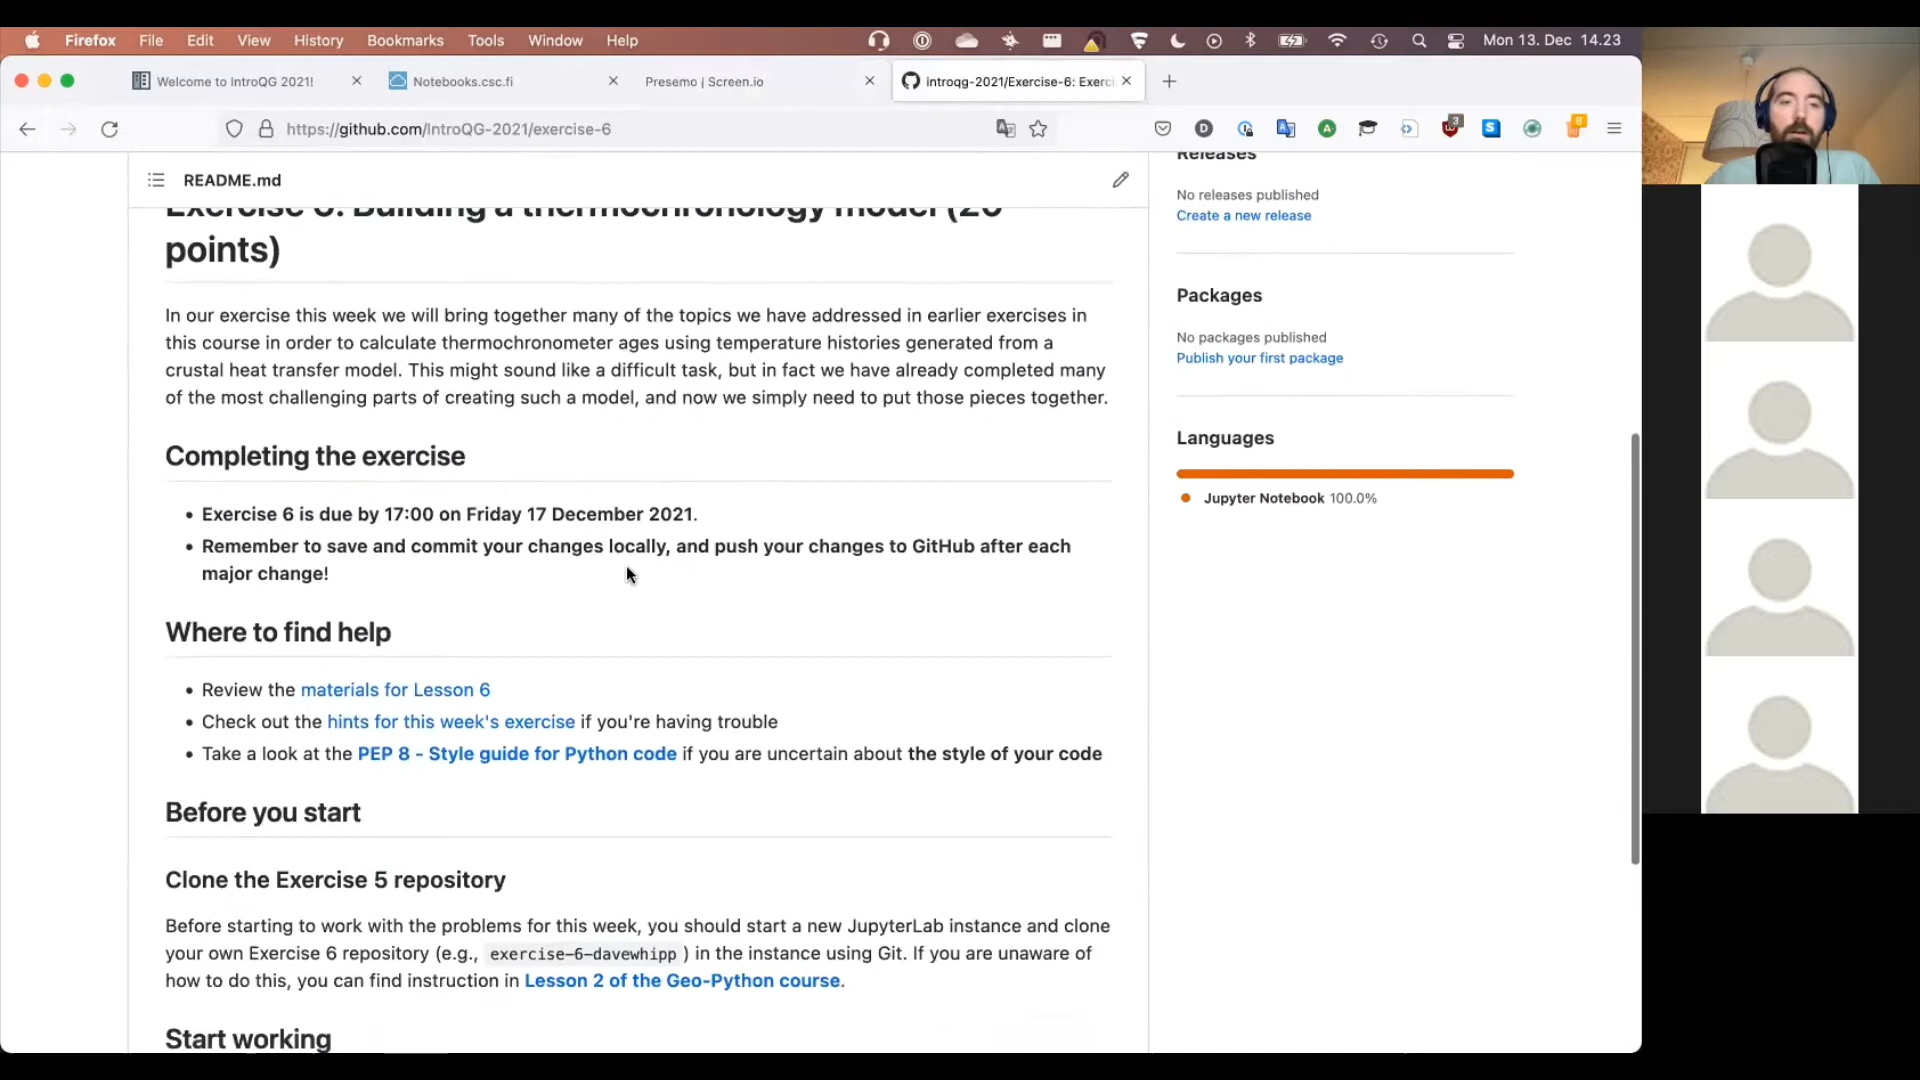 Firefox File Edit View History Bookmarks Tools Window Help Mon 13. Dec 14.23
Welcome to IntroQG 2021! Notebooks.csc.fi Presemo | Screen.io introqg-2021/Exercise-6: Exerci
https://github.com/IntroQG-2021/exercise-6
README.md
Exercise 6: Building a thermochronology model (20
points)
In our exercise this week we will bring together many of the topics we have addressed in earlier exercises in
this course in order to calculate thermochronometer ages using temperature histories generated from a
crustal heat transfer model. This might sound like a difficult task, but in fact we have already completed many
of the most challenging parts of creating such a model, and now we simply need to put those pieces together.
Completing the exercise
• Exercise 6 is due by 17:00 on Friday 17 December 2021.
• Remember to save and commit your changes locally, and push your changes to GitHub after each
major change!
Where to find help
• Review the materials for Lesson 6
• Check out the hints for this week's exercise if you're having trouble
• Take a look at the PEP 8 - Style guide for Python code if you are uncertain about the style of your code
Before you start
Clone the Exercise 5 repository
Before starting to work with the problems for this week, you should start a new JupyterLab instance and clone
your own Exercise 6 repository (e.g., exercise-6-davewhipp ) in the instance using Git. If you are unaware of
how to do this, you can find instruction in Lesson 2 of the Geo-Python course.
Start working
Releases
No releases published
Create a new release
Packages
No packages published
Publish your first package
Languages
Jupyter Notebook 100.0%